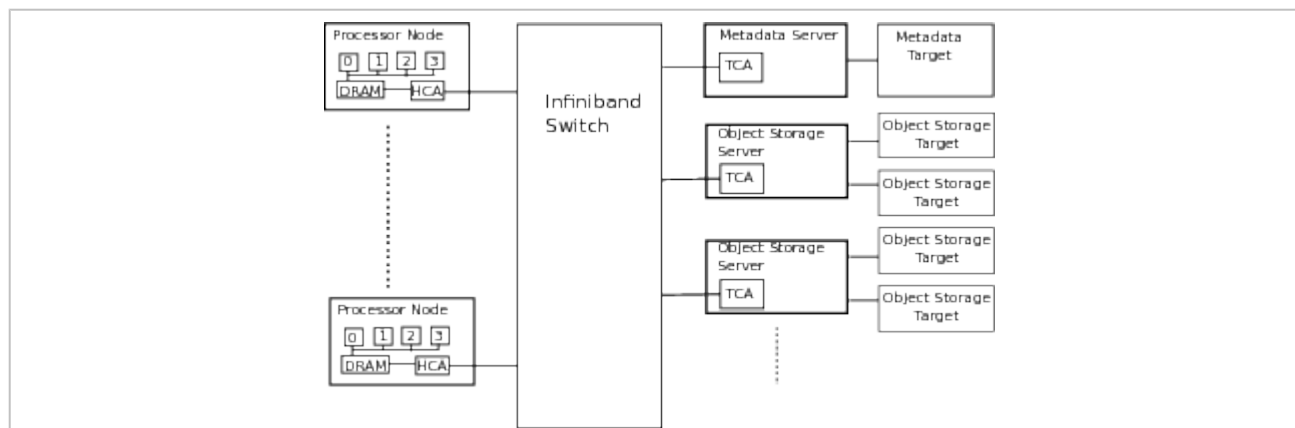 Processor Node
0 1 2 3
DRAM HCA
Processor Node
0 1 2 3
DRAM HCA
Infiniband
Switch
Metadata Server
TCA
Metadata
Target
Object Storage
Server
TCA
Object Storage
Target
Object Storage
Target
Object Storage
Server
TCA
Object Storage
Target
Object Storage
Target